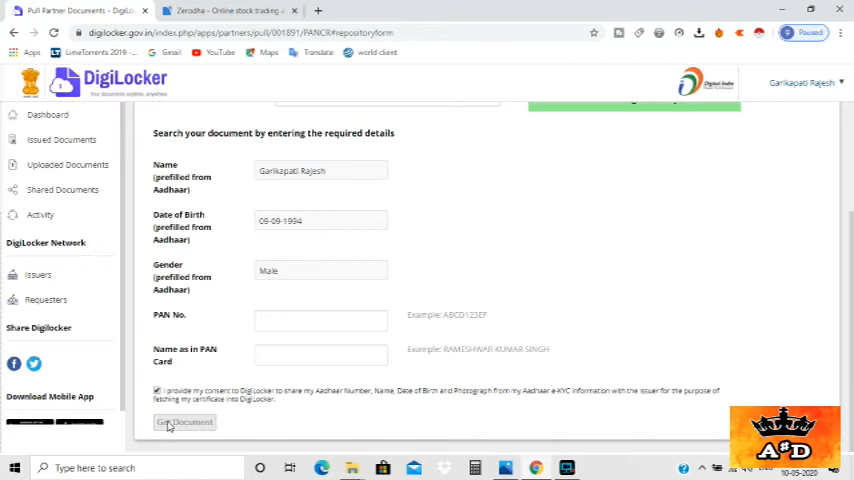 Pull Partner Documents - DigiLo
Zerodha - Online stock trading a
digilocker.gov.in/index.php/apps/partners/pull/001891/PANCR#repositoryform
Paused
Apps
LimeTorrents 2019 -...
Gmail
YouTube
Maps
Translate
world client
DigiLocker
Your documents anytime, anywhere
Digital India
Garikapati Rajesh
Dashboard
Issued Documents
Uploaded Documents
Shared Documents
Activity
DigiLocker Network
Issuers
Requesters
Share Digilocker
Download Mobile App
Search your document by entering the required details
Name
(prefilled from
Aadhaar)
Garikapati Rajesh
Date of Birth
(prefilled from
Aadhaar)
09-09-1994
Gender
(prefilled from
Aadhaar)
Male
PAN No.
Example: ABCD123EF
Name as in PAN
Card
Example: RAMESHWAR KUMAR SINGH
I provide my consent to DigiLocker to share my Aadhaar Number, Name, Date of Birth and Photograph from my Aadhaar e-KYC information with the Issuer for the purpose of
fetching my certificate into DigiLocker.
Get Document
A#D
Type here to search
ENG
10-05-2020